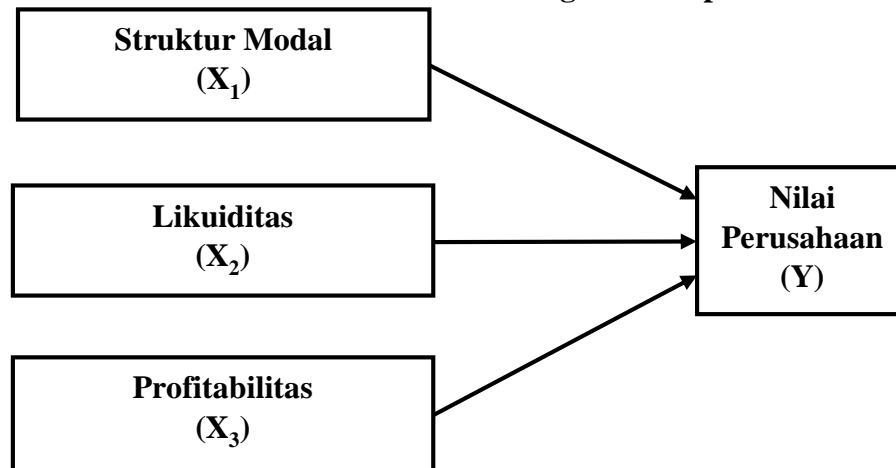 Struktur Modal
(X₁)
Likuiditas
(X₂)
Profitabilitas
(X₃)
Nilai
Perusahaan
(Y)